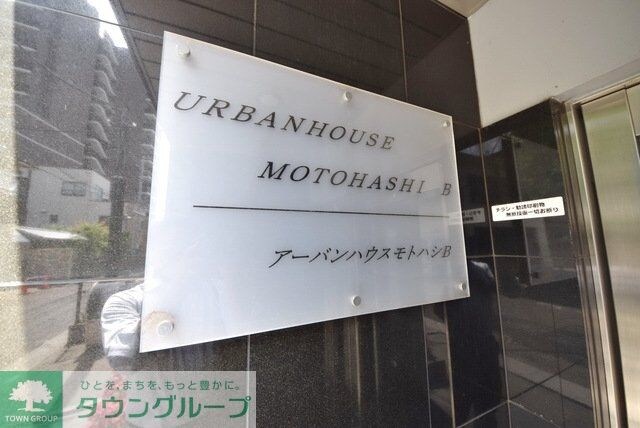 URBANHOUSE
MOTOHASHI B
アーバンハウスモトハシB
チラシ・勧誘印刷物
無断投函一切お断り
ひとを、まちを、もっと豊かに。
タウングループ
TOWN GROUP